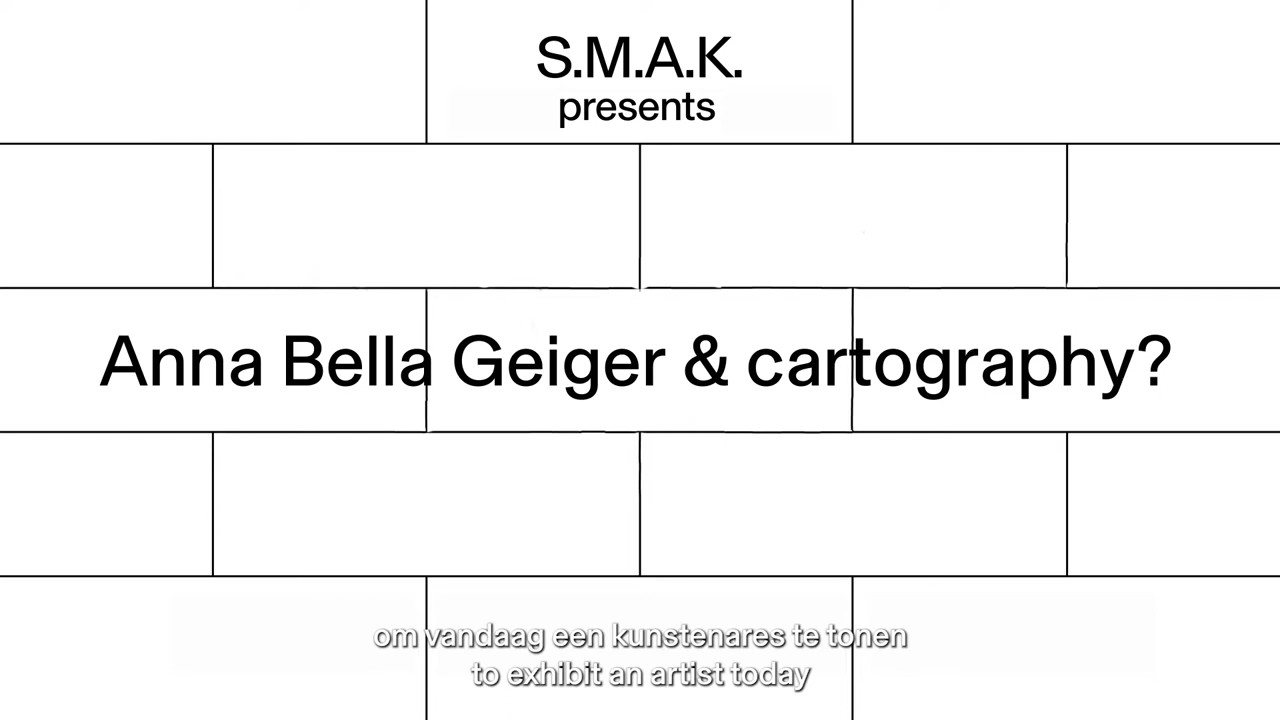 S.M.A.K.
presents
Anna Bella Geiger & cartography?
om vandaag een kunstenares te tonen
to exhibit an artist today